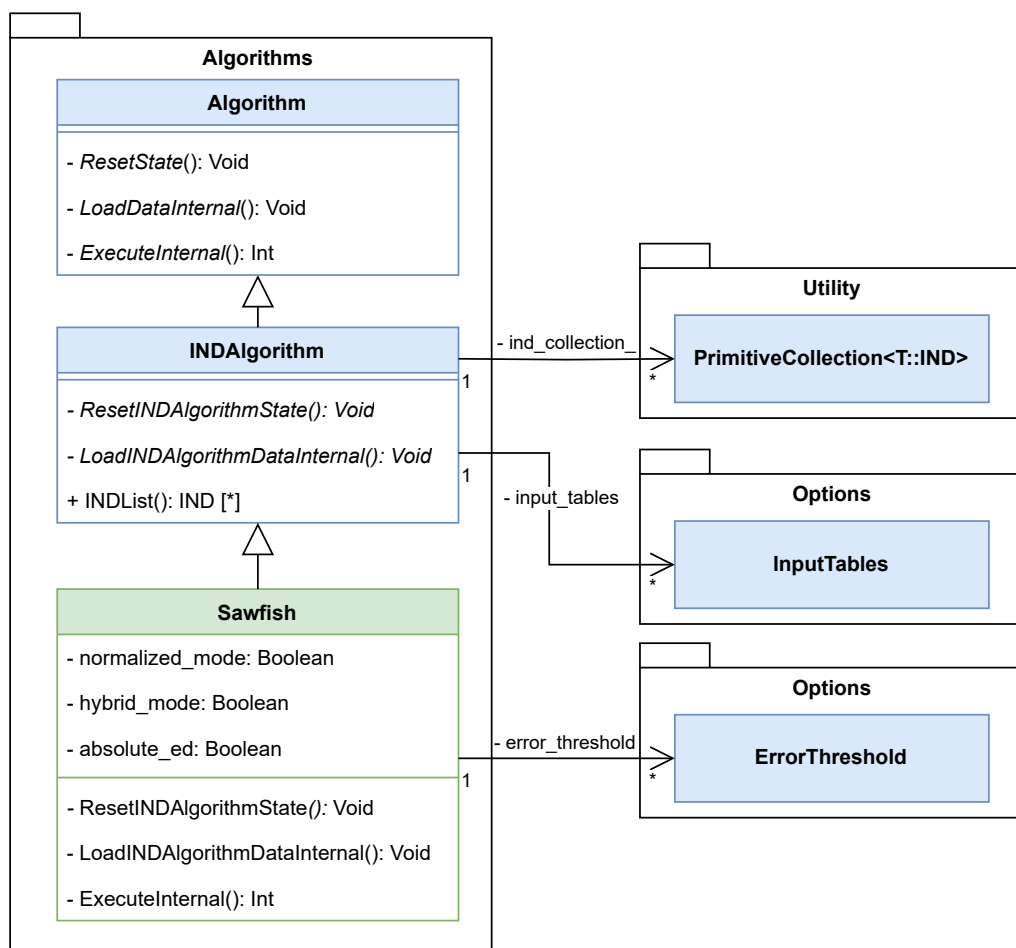 Algorithms
Algorithm
- ResetState(): Void
- LoadDataInternal(): Void
- ExecuteInternal(): Int
INDAlgorithm
- ResetINDAlgorithmState(): Void
- LoadINDAlgorithmDataInternal(): Void
+ INDList(): IND [*]
Sawfish
- normalized_mode: Boolean
- hybrid_mode: Boolean
- absolute_ed: Boolean
- ResetINDAlgorithmState(): Void
- LoadINDAlgorithmDataInternal(): Void
- ExecuteInternal(): Int
- ind_collection_
1
*
Utility
PrimitiveCollection<T::IND>
- input_tables
1
*
Options
InputTables
- error_threshold
1
*
Options
ErrorThreshold